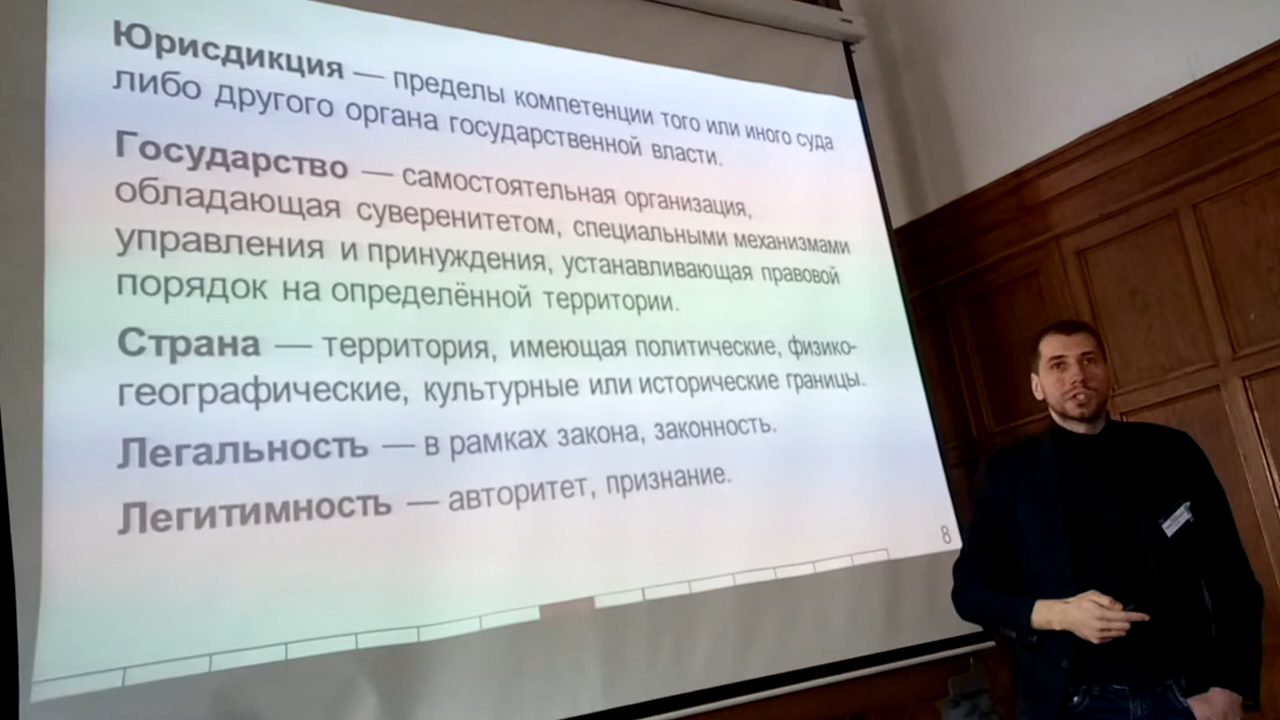 Юрисдикция — пределы компетенции того или иного суда
либо другого органа государственной власти.
Государство — самостоятельная организация,
обладающая суверенитетом, специальными механизмами
управления и принуждения, устанавливающая правовой
порядок на определённой территории.
Страна — территория, имеющая политические, физико-
географические, культурные или исторические границы.
Легальность — в рамках закона, законность.
Легитимность — авторитет, признание.
8